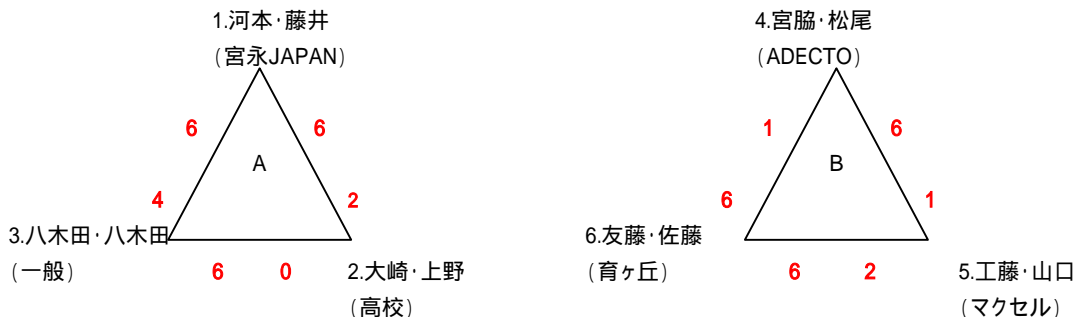 1.河本・藤井
(宮永JAPAN)
6
6
A
4
2
3.八木田・八木田
(一般)
6
0
2.大崎・上野
(高校)
4.宮脇・松尾
(ADECTO)
1
6
B
6
1
6.友藤・佐藤
(育ヶ丘)
6
2
5.工藤・山口
(マクセル)